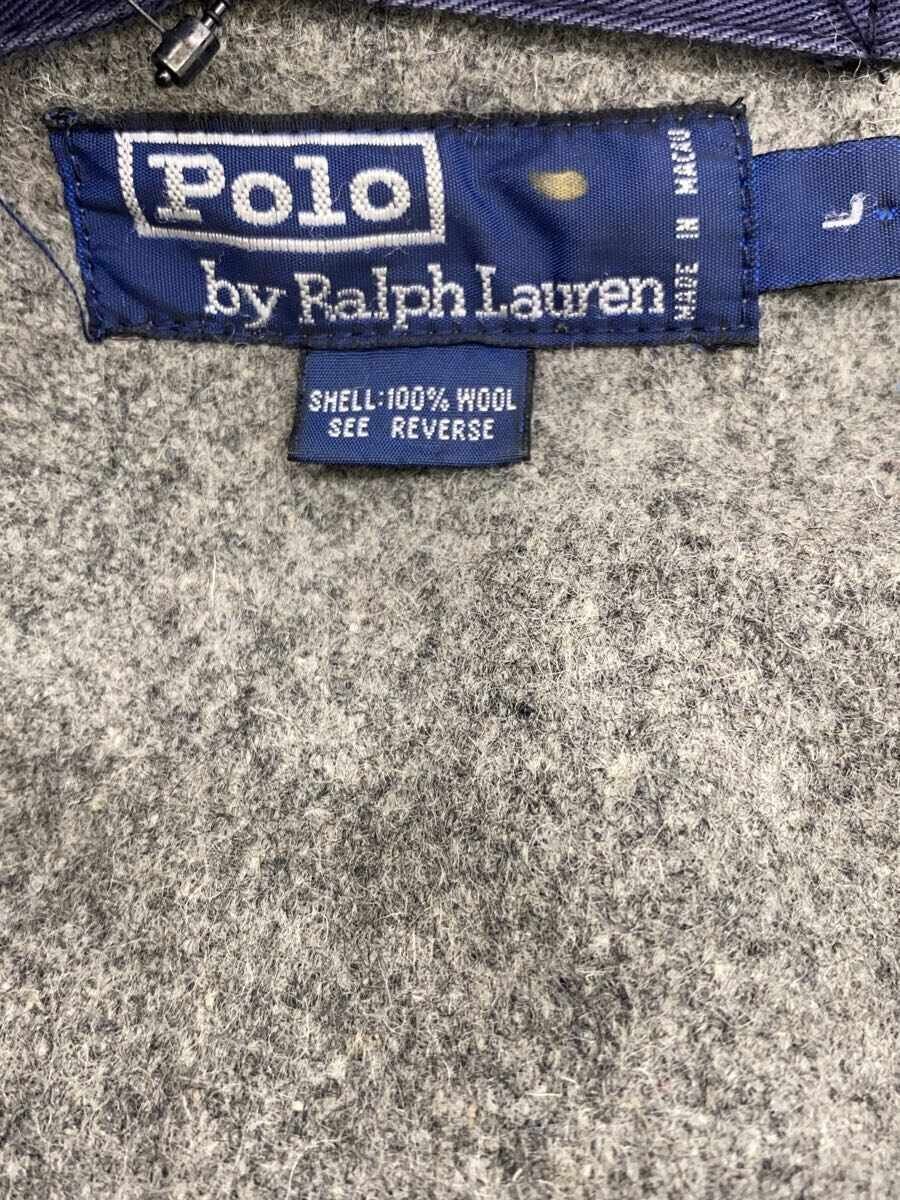 Polo
by Ralph Lauren
MADE IN MACAU
L
SHELL:100% WOOL
SEE REVERSE